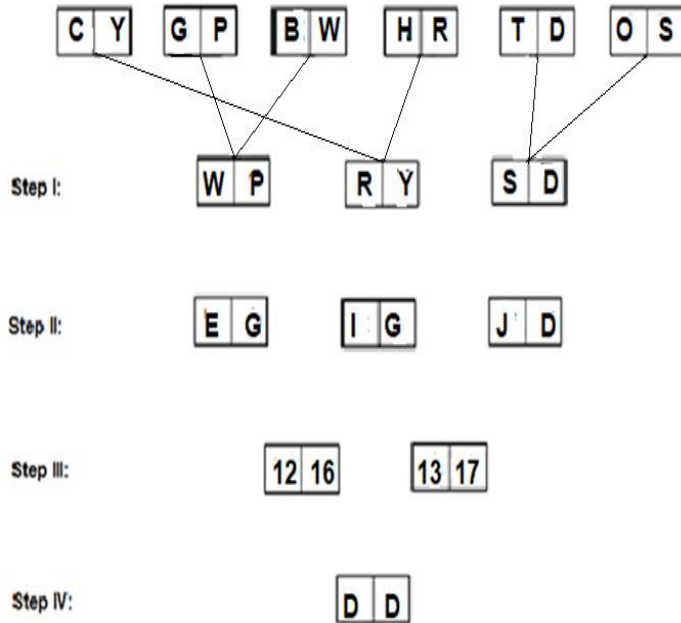 C Y G P B W H R T D O S
Step I: W P R Y S D
Step II: E G I G J D
Step III: 12 16 13 17
Step IV: D D